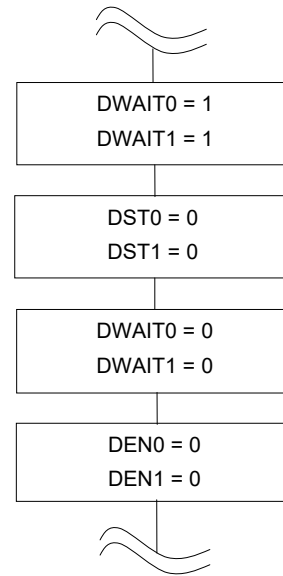 DWAIT0 = 1
DWAIT1 = 1
DST0 = 0
DST1 = 0
DWAIT0 = 0
DWAIT1 = 0
DEN0 = 0
DEN1 = 0